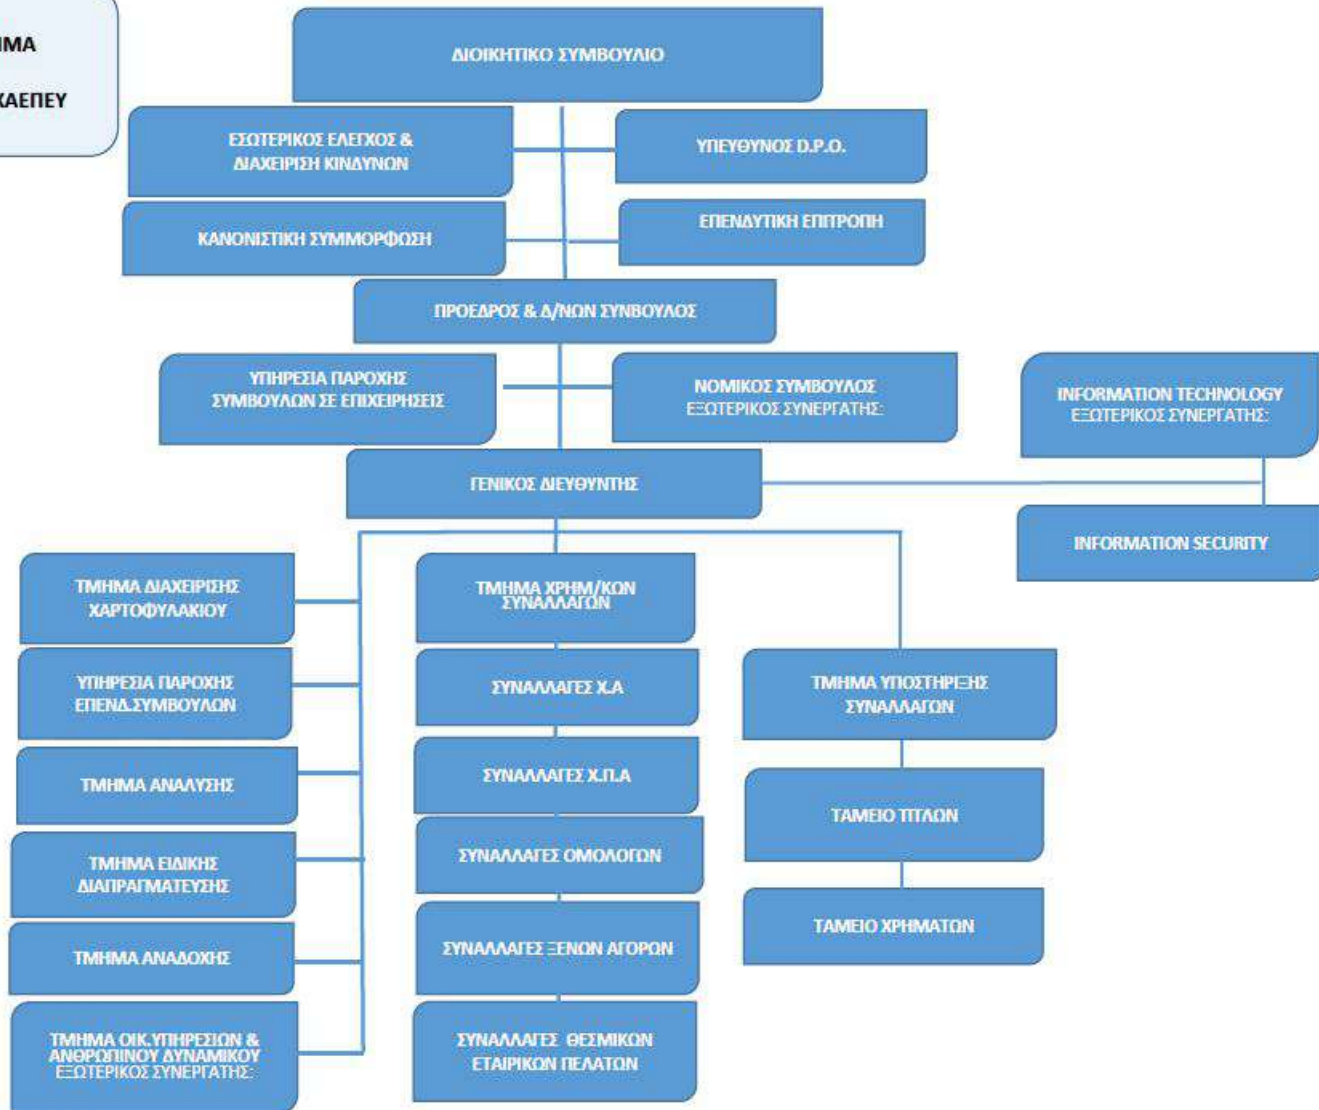 ΔΙΟΙΚΗΤΙΚΟ ΣΥΜΒΟΥΛΙΟ
ΕΣΩΤΕΡΙΚΟΣ ΕΛΕΓΧΟΣ &
ΔΙΑΧΕΙΡΙΣΗ ΚΙΝΔΥΝΩΝ
ΥΠΕΥΘΥΝΟΣ D.P.O.
ΚΑΝΟΝΙΣΤΙΚΗ ΣΥΜΜΟΡΦΩΣΗ
ΕΠΕΝΔΥΤΙΚΗ ΕΠΙΤΡΟΠΗ
ΠΡΟΕΔΡΟΣ & Δ/ΝΩΝ ΣΥΝΒΟΥΛΟΣ
ΥΠΗΡΕΣΙΑ ΠΑΡΟΧΗΣ
ΣΥΜΒΟΥΛΩΝ ΣΕ ΕΠΙΧΕΙΡΗΣΕΙΣ
ΝΟΜΙΚΟΣ ΣΥΜΒΟΥΛΟΣ
ΕΞΩΤΕΡΙΚΟΣ ΣΥΝΕΡΓΑΤΗΣ:
INFORMATION TECHNOLOGY
ΕΞΩΤΕΡΙΚΟΣ ΣΥΝΕΡΓΑΤΗΣ:
ΓΕΝΙΚΟΣ ΔΙΕΥΘΥΝΤΗΣ
INFORMATION SECURITY
ΤΜΗΜΑ ΔΙΑΧΕΙΡΙΣΗΣ
ΧΑΡΤΟΦΥΛΑΚΙΟΥ
ΥΠΗΡΕΣΙΑ ΠΑΡΟΧΗΣ
ΕΠΕΝΔ.ΣΥΜΒΟΥΛΩΝ
ΤΜΗΜΑ ΑΝΑΛΥΣΗΣ
ΤΜΗΜΑ ΕΙΔΙΚΗΣ
ΔΙΑΠΡΑΓΜΑΤΕΥΣΗΣ
ΤΜΗΜΑ ΑΝΑΔΟΧΗΣ
ΤΜΗΜΑ ΟΙΚ.ΥΠΗΡΕΣΙΩΝ &
ΑΝΘΡΩΠΙΝΟΥ ΔΥΝΑΜΙΚΟΥ
ΕΞΩΤΕΡΙΚΟΣ ΣΥΝΕΡΓΑΤΗΣ:
ΤΜΗΜΑ ΧΡΗΜ/ΚΩΝ
ΣΥΝΑΛΛΑΓΩΝ
ΣΥΝΑΛΛΑΓΕΣ Χ.Α
ΣΥΝΑΛΛΑΓΕΣ Χ.Π.Α
ΣΥΝΑΛΛΑΓΕΣ ΟΜΟΛΟΓΩΝ
ΣΥΝΑΛΛΑΓΕΣ ΞΕΝΩΝ ΑΓΟΡΩΝ
ΣΥΝΑΛΛΑΓΕΣ ΘΕΣΜΙΚΩΝ
ΕΤΑΙΡΙΚΩΝ ΠΕΛΑΤΩΝ
ΤΜΗΜΑ ΥΠΟΣΤΗΡΙΞΗΣ
ΣΥΝΑΛΛΑΓΩΝ
ΤΑΜΕΙΟ ΤΙΤΛΩΝ
ΤΑΜΕΙΟ ΧΡΗΜΑΤΩΝ